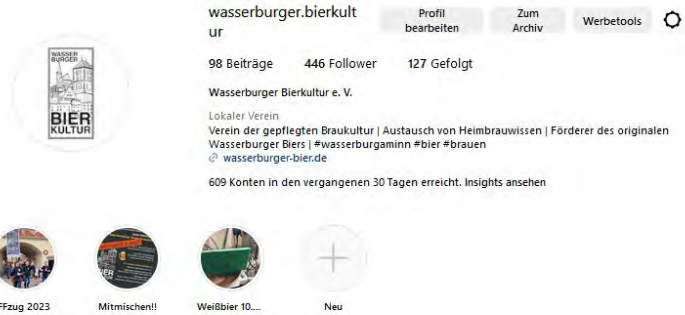 wasserburger.bierkult
ur
Profil
bearbeiten
Zum
Archiv
Werbetools
98 Beiträge 446 Follower 127 Gefolgt
Wasserburger Bierkultur e. V.
Lokaler Verein
Verein der gepflegten Braukultur | Austausch von Heimbrauwissen | Förderer des originalen
Wasserburger Biers | #wasserburgaminn #bier #brauen
wasserburger-bier.de
609 Konten in den vergangenen 30 Tagen erreicht. Insights ansehen
WASSER
BURGER
BIER
KULTUR
FFzug 2023
Mitmischen!!
Weißbier 10....
Neu